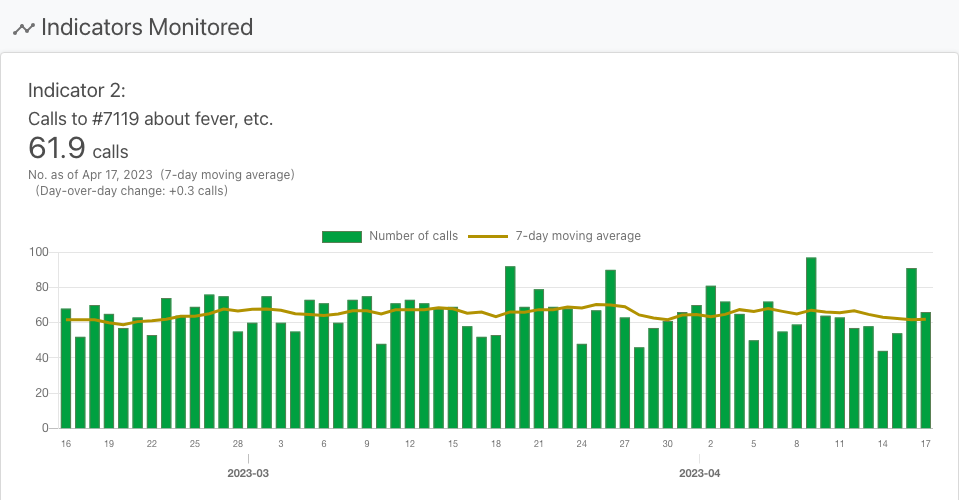 Indicators Monitored
Indicator 2:
Calls to #7119 about fever, etc.
61.9 calls
No. as of Apr 17, 2023 (7-day moving average)
(Day-over-day change: +0.3 calls)
Number of calls 7-day moving average
100
80
60
40
20
0
16 19 22 25 28 3 6 9 12 15 18 21 24 27 30 2 5 8 11 14 17
2023-03 2023-04